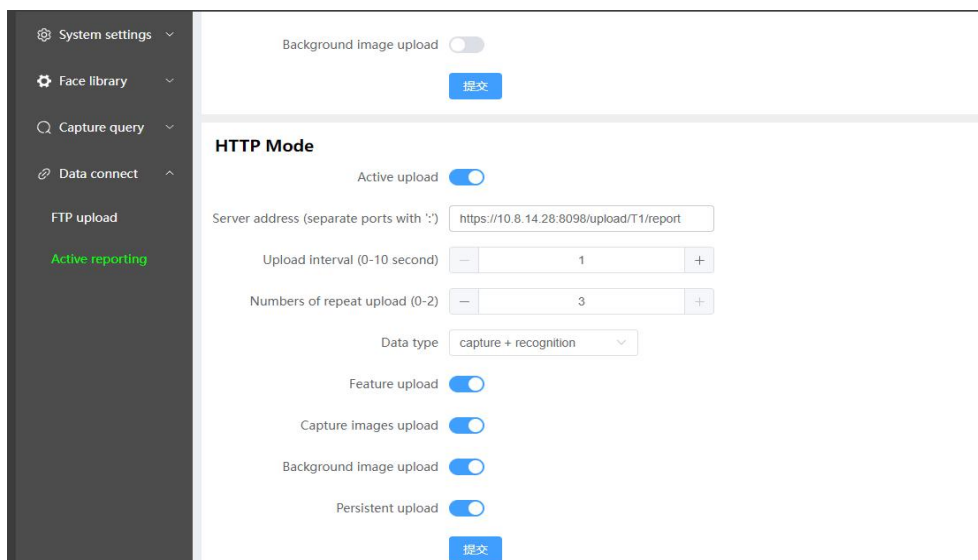 System settings
Face library
Capture query
Data connect
FTP upload
Active reporting
Background image upload
提交
HTTP Mode
Active upload
Server address (separate ports with ':') https://10.8.14.28:8098/upload/T1/report
Upload interval (0-10 second) — 1 +
Numbers of repeat upload (0-2) — 3 +
Data type capture + recognition
Feature upload
Capture images upload
Background image upload
Persistent upload
提交